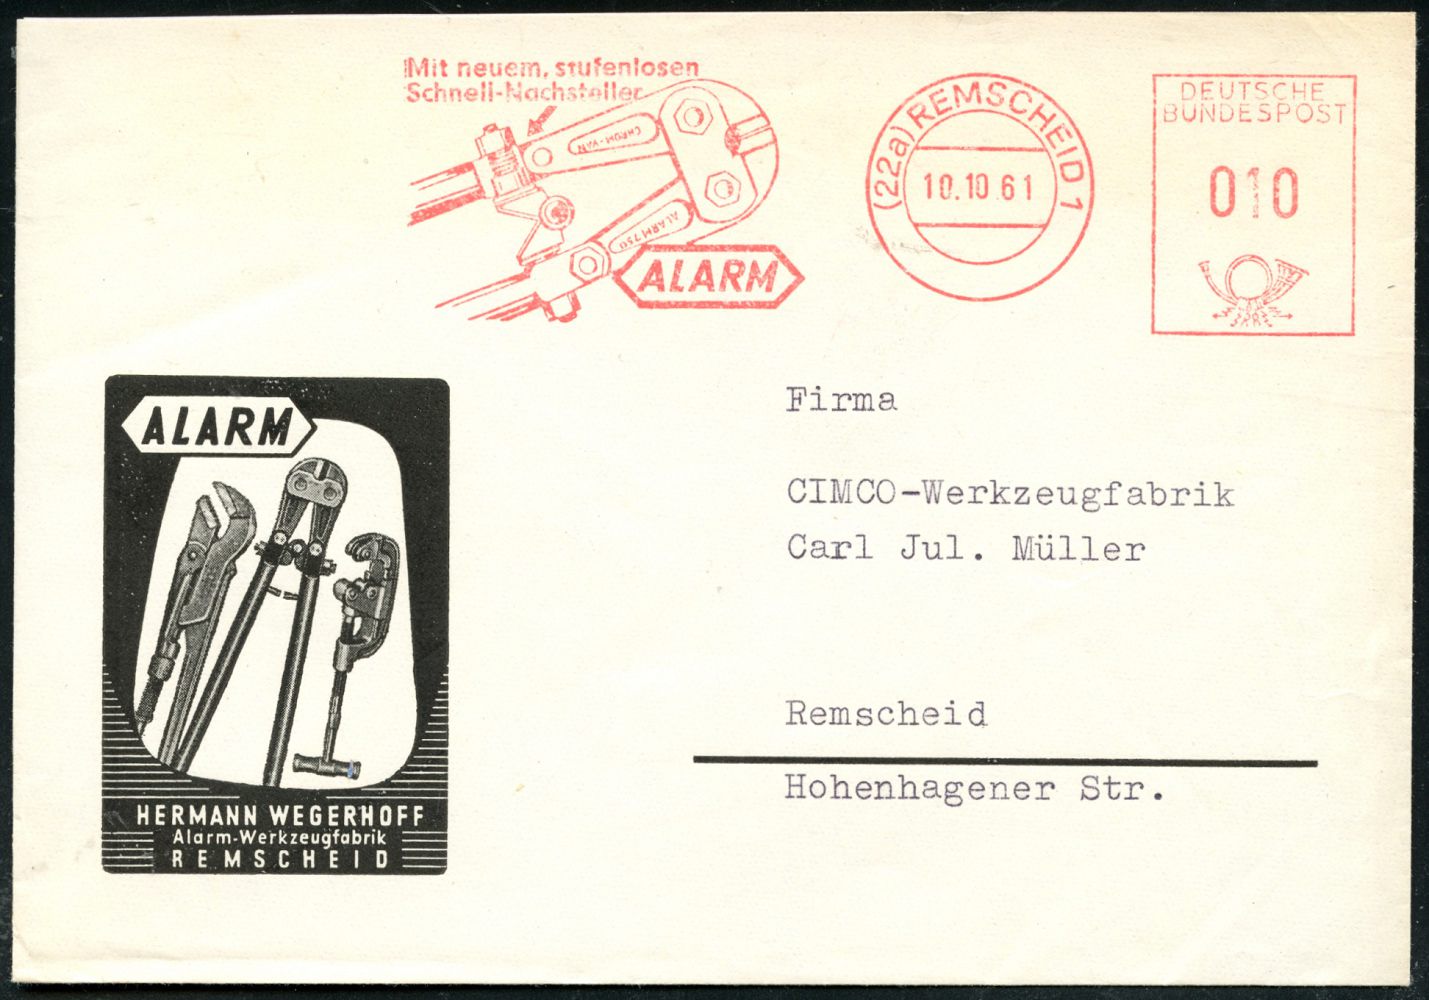 Mit neuem, stufenlosen
Schnell-Nachsteller
CHROM-VAN
ALARM 750
ALARM
(22a) REMSCHEID 1
10.10.61
DEUTSCHE
BUNDESPOST
010
ALARM
HERMANN WEGERHOFF
Alarm-Werkzeugfabrik
REMSCHEID
Firma
CIMCO-Werkzeugfabrik
Carl Jul. Müller
Remscheid
Hohenhagener Str.